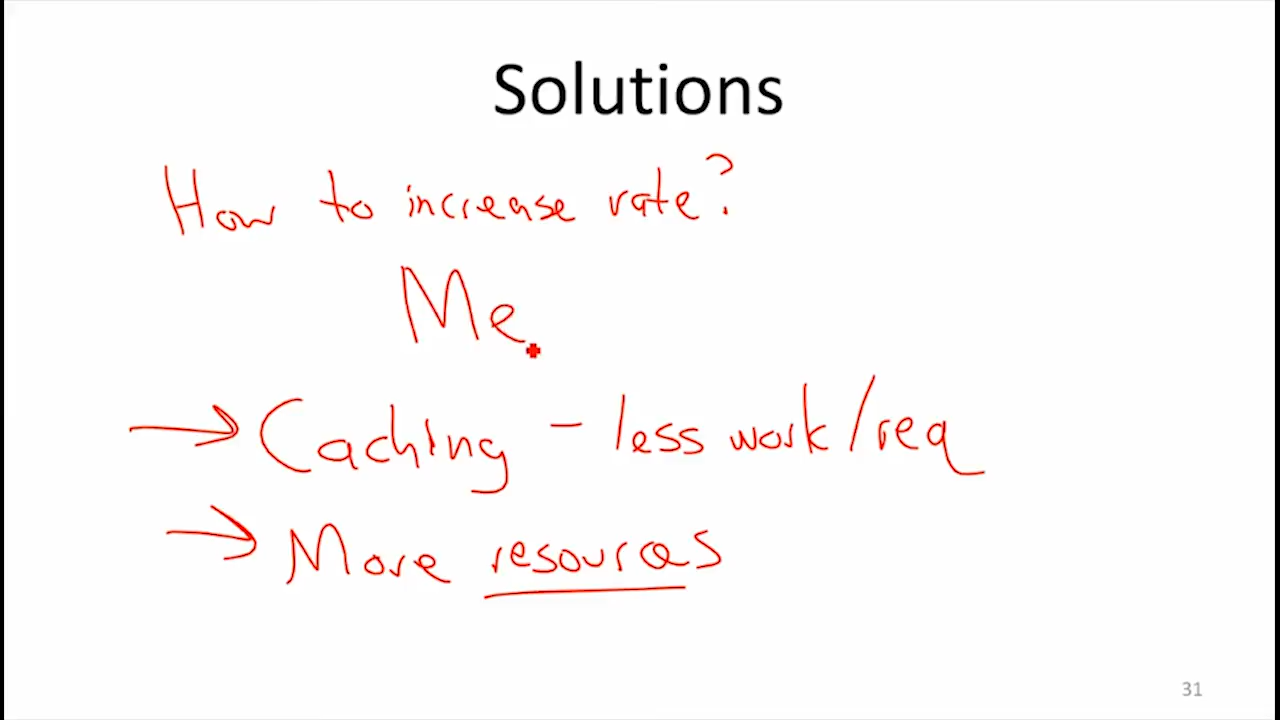 Solutions
How to increase rate?
Me
→ Caching - less work/req
→ More resources
31